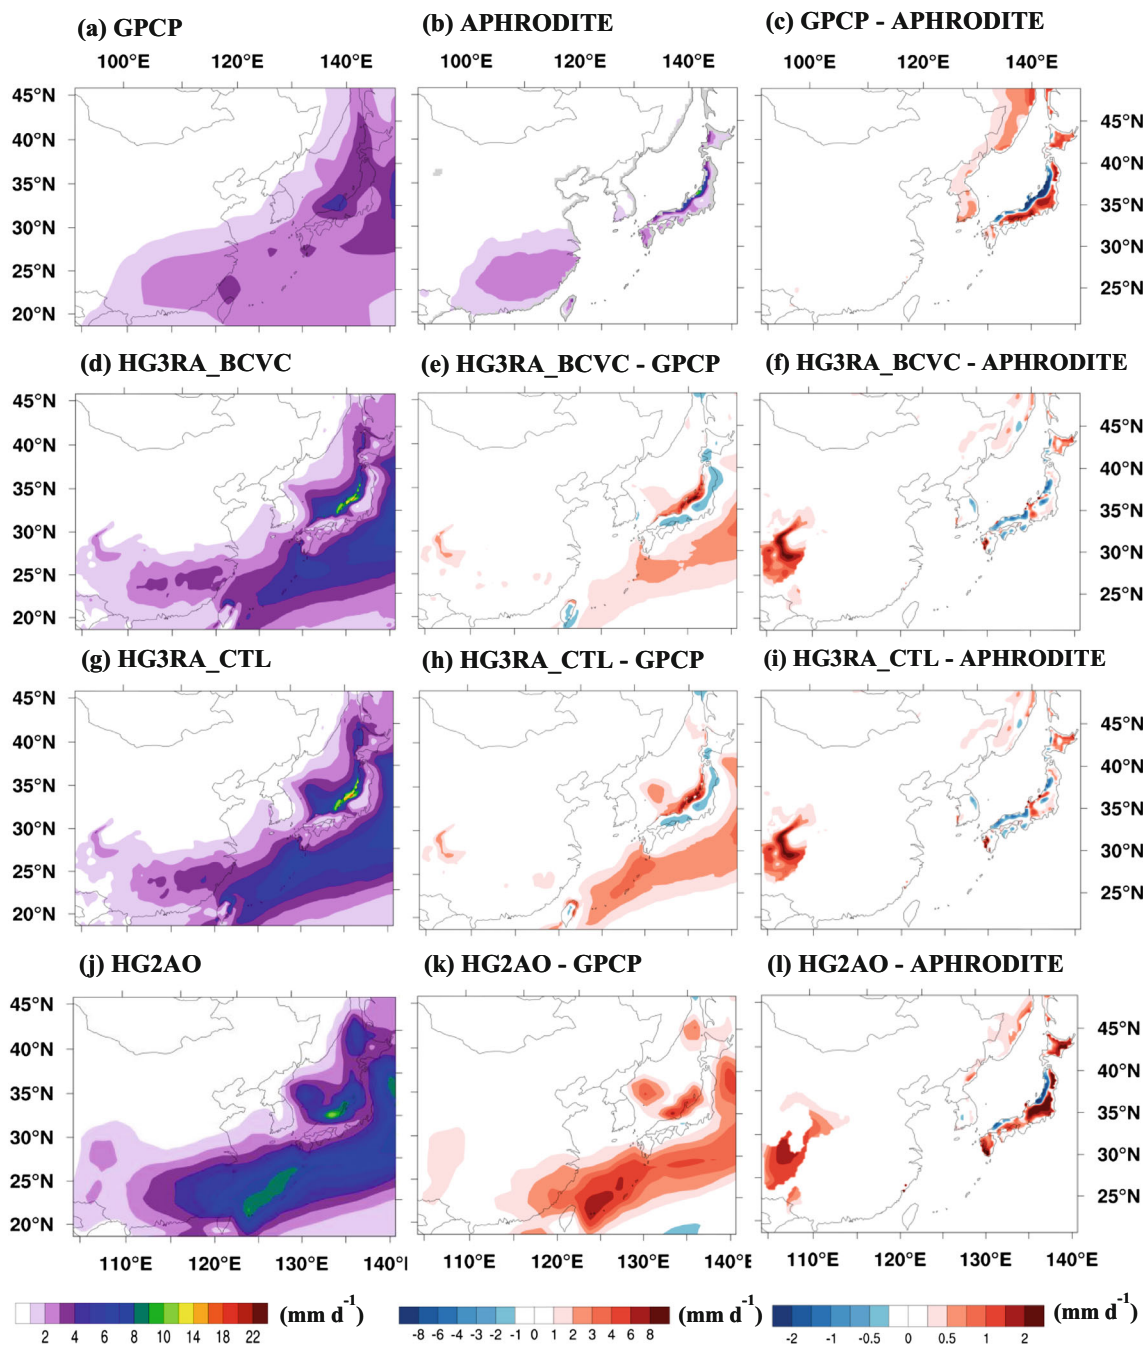 (a) GPCP (b) APHRODITE (c) GPCP - APHRODITE
100°E 120°E 140°E 100°E 120°E 140°E 100°E 120°E 140°E
45°N
40°N 45°N
35°N 40°N
30°N 35°N
25°N 30°N
20°N 25°N
20°N
(d) HG3RA_BCVC (e) HG3RA_BCVC - GPCP (f) HG3RA_BCVC - APHRODITE
45°N
40°N 45°N
35°N 40°N
30°N 35°N
25°N 30°N
20°N 25°N
(g) HG3RA_CTL (h) HG3RA_CTL - GPCP (i) HG3RA_CTL - APHRODITE
45°N
40°N 45°N
35°N 40°N
30°N 35°N
25°N 30°N
20°N 25°N
(j) HG2AO (k) HG2AO - GPCP (l) HG2AO - APHRODITE
45°N
40°N 45°N
35°N 40°N
30°N 35°N
25°N 30°N
20°N 25°N
110°E 120°E 130°E 140°E 110°E 120°E 130°E 140°E 110°E 120°E 130°E 140°E
2 4 6 8 10 14 18 22 (mm d⁻¹) -8 -6 -4 -3 -2 -1 0 1 2 3 4 6 8 (mm d⁻¹) -2 -1 -0.5 0 0.5 1 2 (mm d⁻¹)